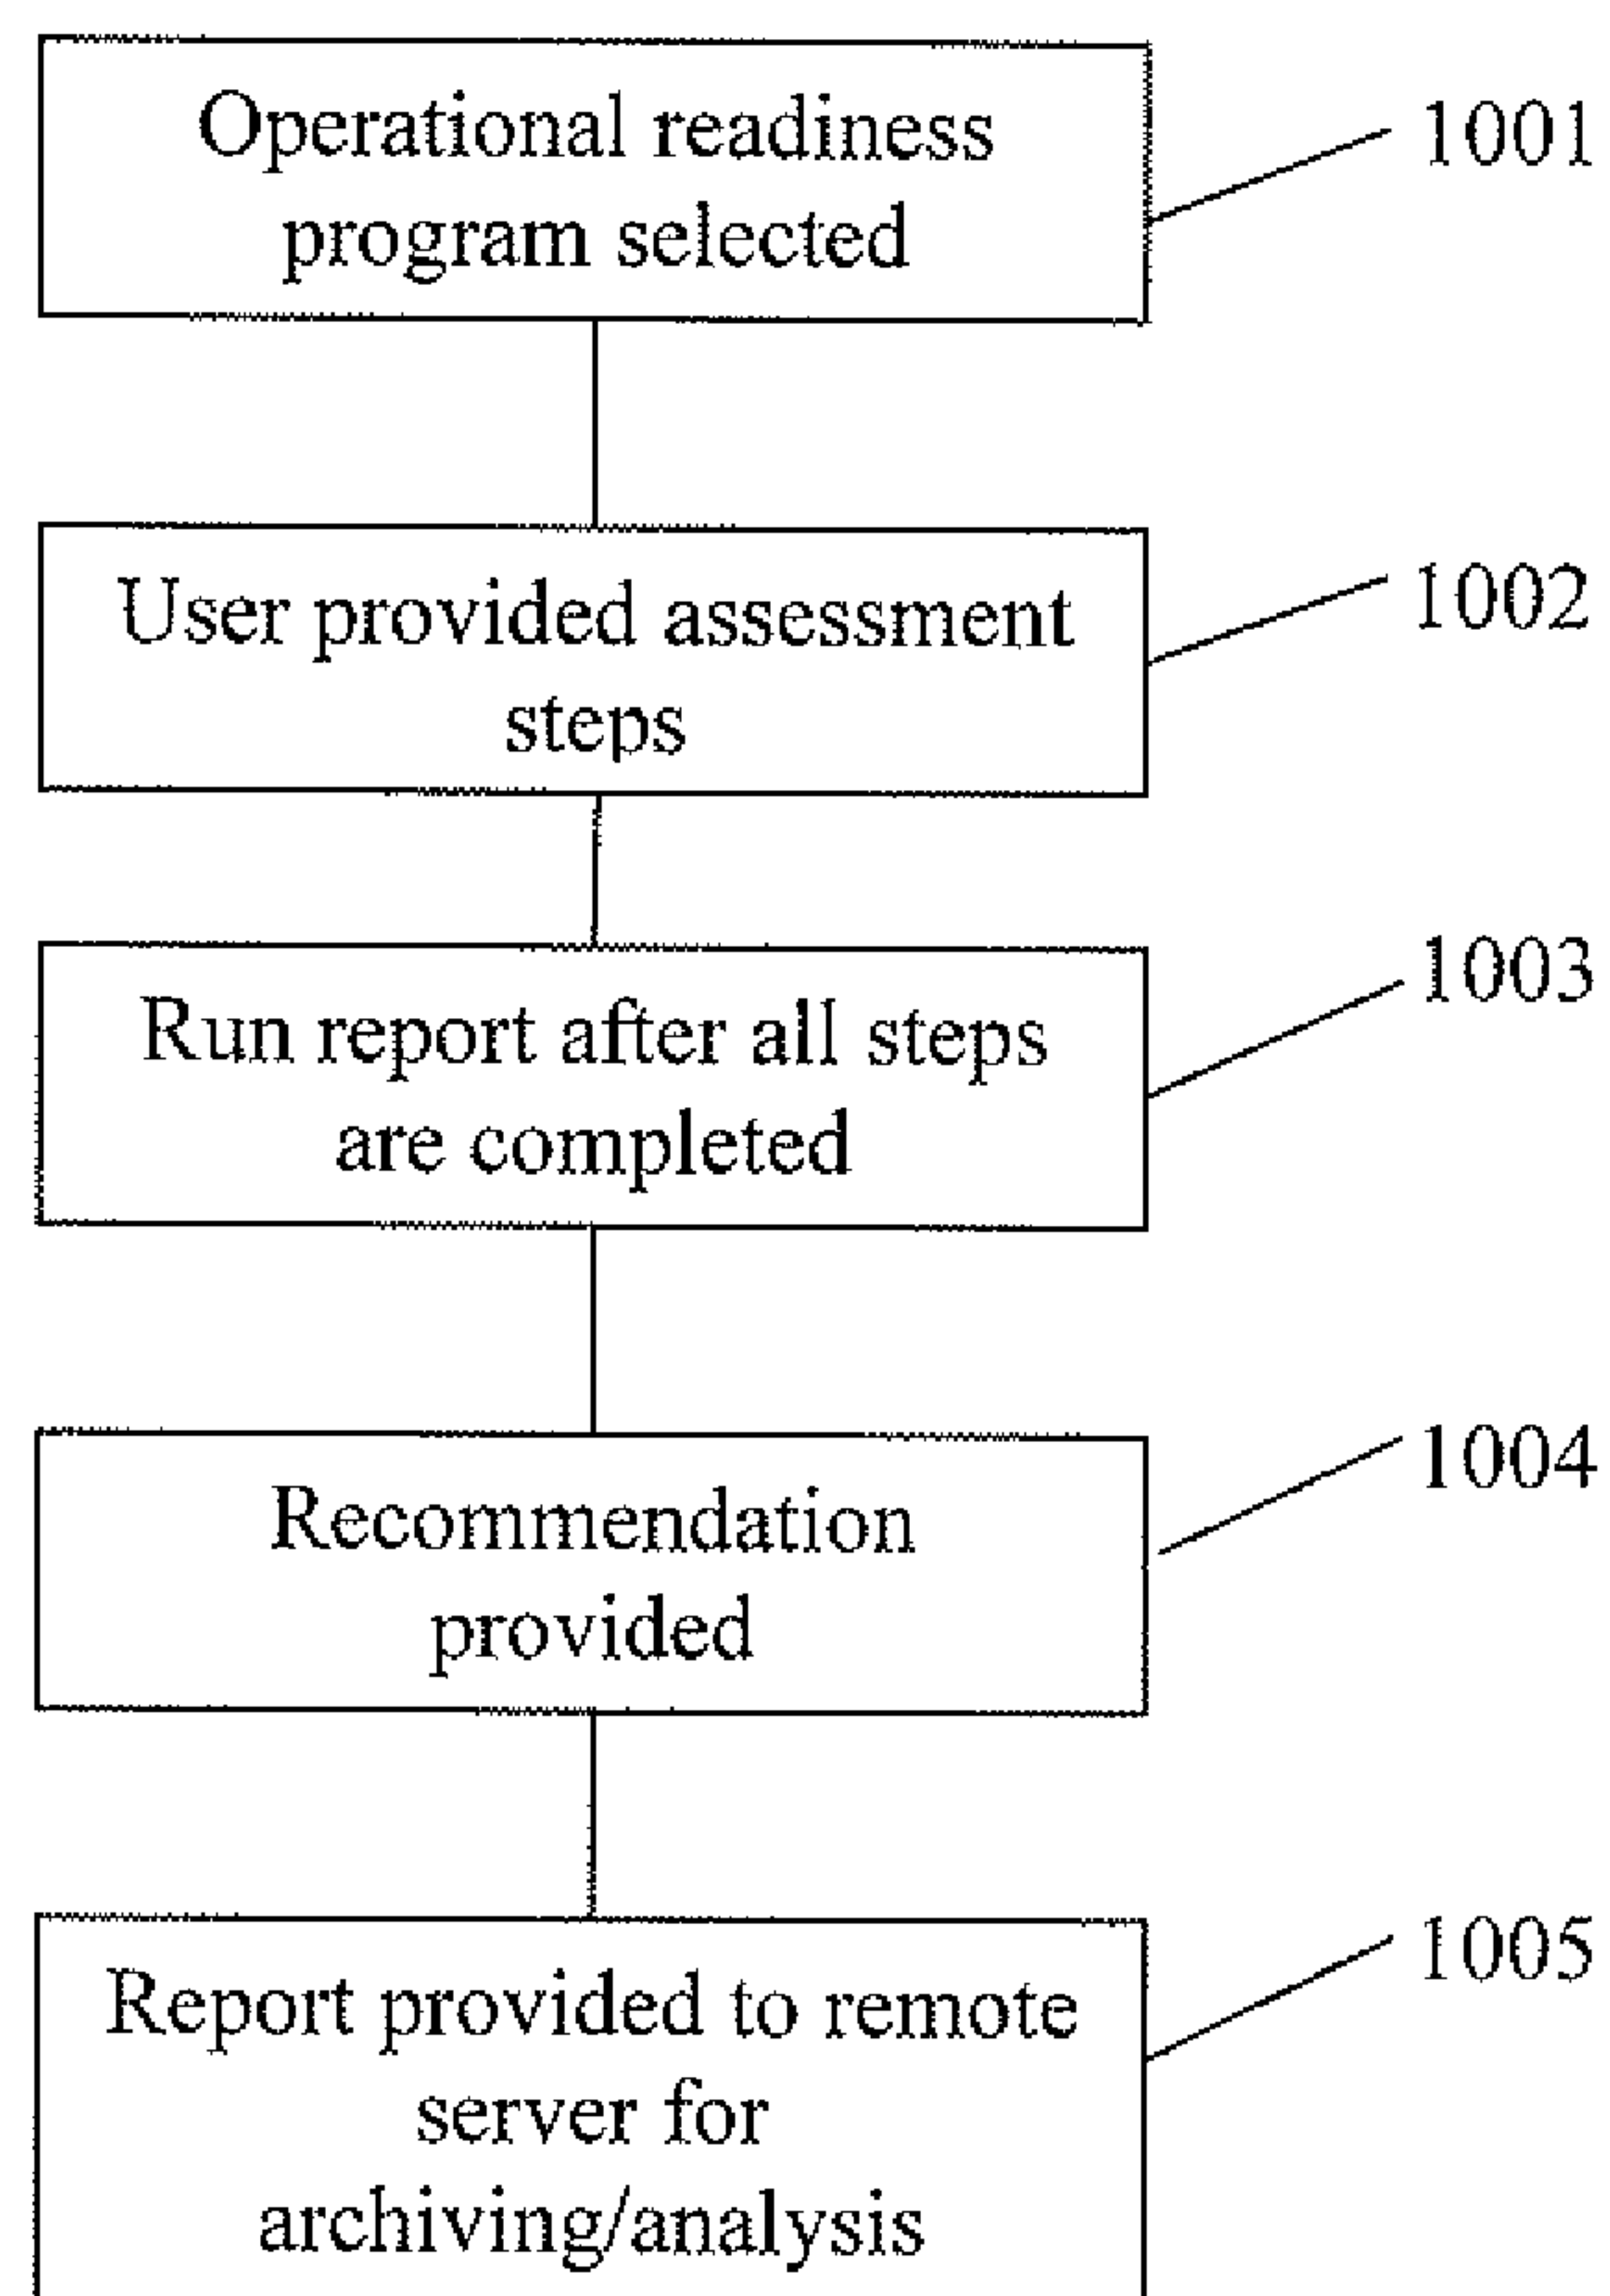 Operational readiness
program selected
1001
User provided assessment
steps
1002
Run report after all steps
are completed
1003
Recommendation
provided
1004
Report provided to remote
server for
archiving/analysis
1005